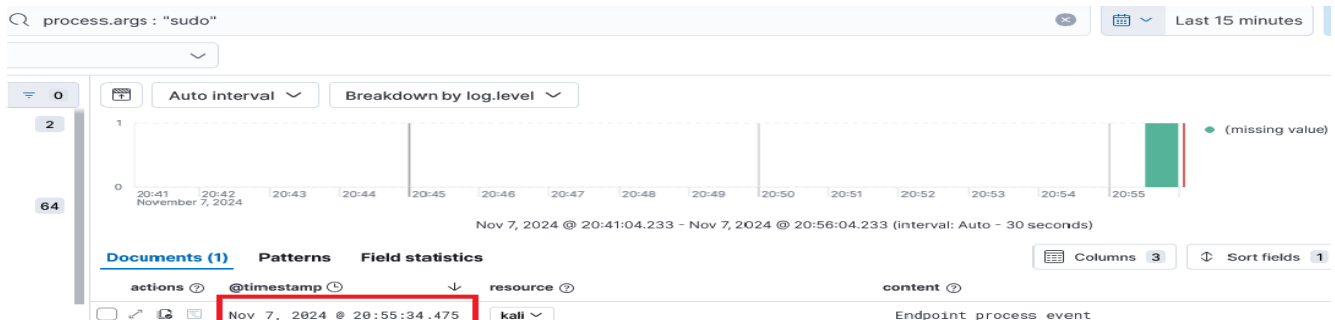 process.args : "sudo"
Last 15 minutes
0
Auto interval
Breakdown by log.level
2
1
(missing value)
0
20:41 20:42 20:43 20:44 20:45 20:46 20:47 20:48 20:49 20:50 20:51 20:52 20:53 20:54 20:55
November 7, 2024
64
Nov 7, 2024 @ 20:41:04.233 - Nov 7, 2024 @ 20:56:04.233 (interval: Auto - 30 seconds)
Documents (1) Patterns Field statistics Columns 3 Sort fields 1
actions @timestamp resource content
Nov 7, 2024 @ 20:55:34.475 kali Endpoint process event